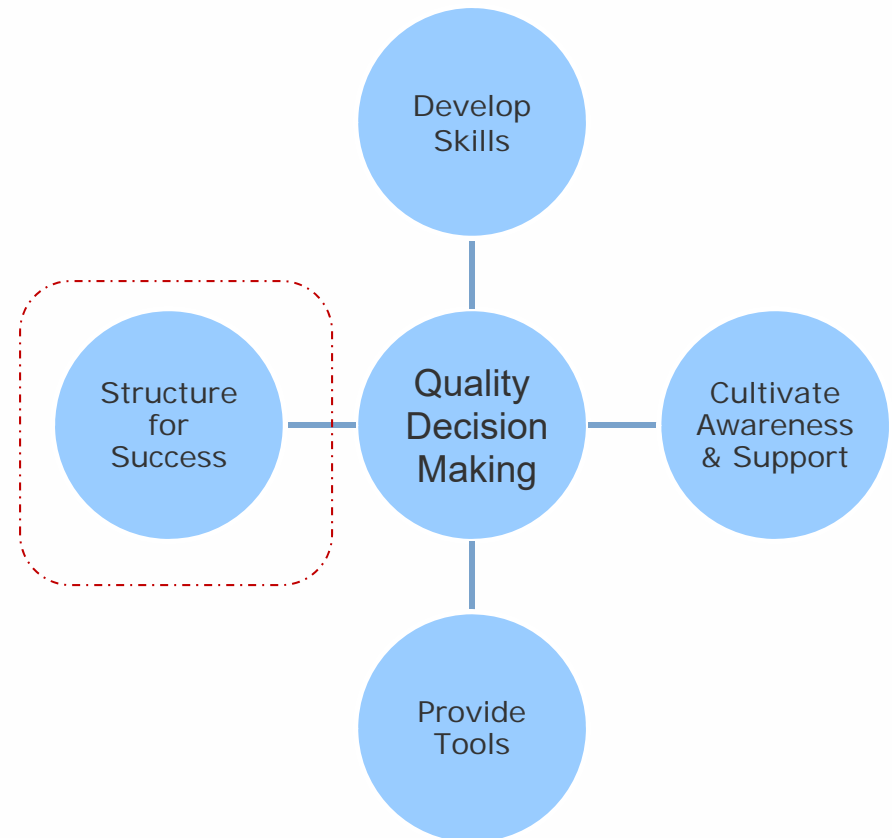 Develop
Skills
Structure
for
Success
Quality
Decision
Making
Cultivate
Awareness
& Support
Provide
Tools